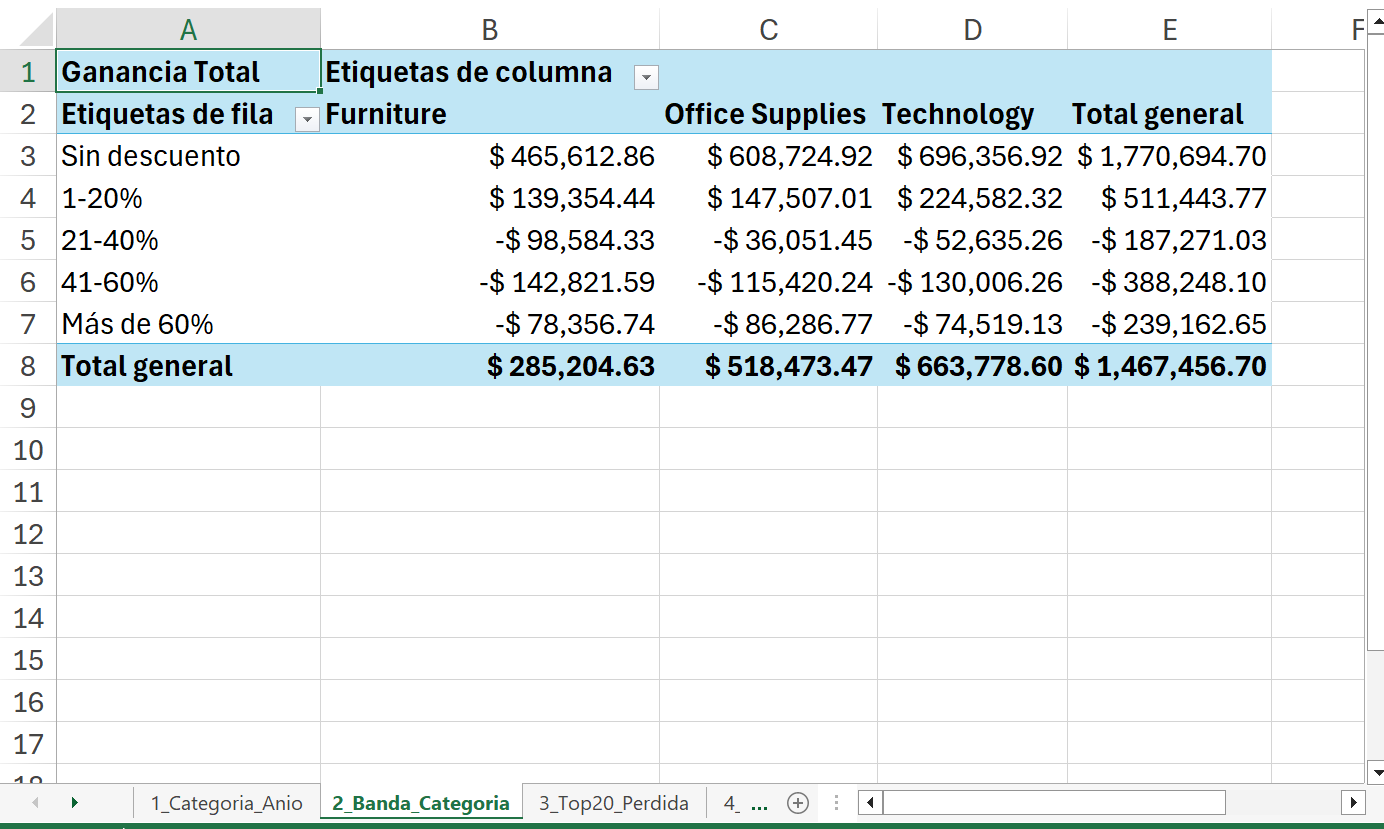 A B C D E F
1 Ganancia Total Etiquetas de columna
2 Etiquetas de fila Furniture Office Supplies Technology Total general
3 Sin descuento $ 465,612.86 $ 608,724.92 $ 696,356.92 $ 1,770,694.70
4 1-20% $ 139,354.44 $ 147,507.01 $ 224,582.32 $ 511,443.77
5 21-40% -$ 98,584.33 -$ 36,051.45 -$ 52,635.26 -$ 187,271.03
6 41-60% -$ 142,821.59 -$ 115,420.24 -$ 130,006.26 -$ 388,248.10
7 Más de 60% -$ 78,356.74 -$ 86,286.77 -$ 74,519.13 -$ 239,162.65
8 Total general $ 285,204.63 $ 518,473.47 $ 663,778.60 $ 1,467,456.70
9
10
11
12
13
14
15
16
17
18
1_Categoria_Anio 2_Banda_Categoria 3_Top20_Perdida 4_ ...